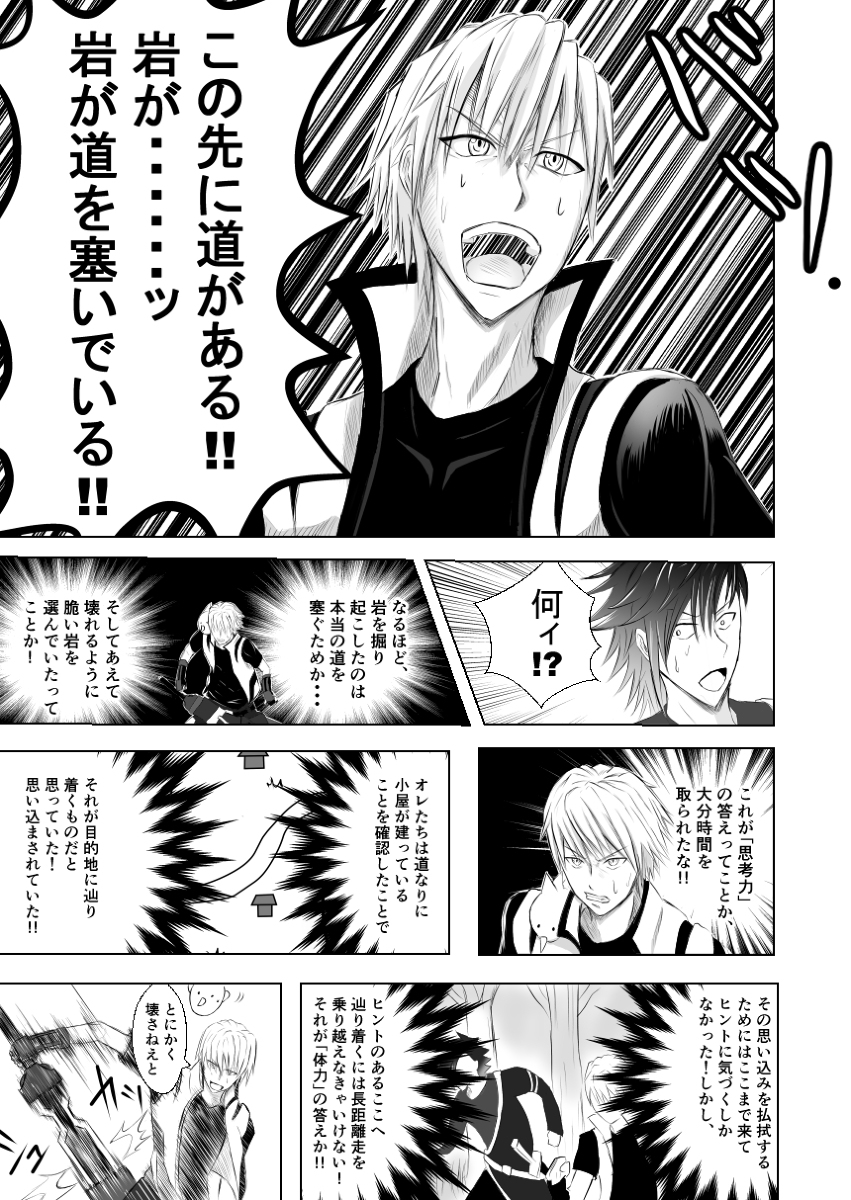 バッ!
この先に道がある!!
岩が・・・・・・ッ
岩が道を塞いでいる!!
何ィ
!?
なるほど、
岩を掘り
起こしたのは
本当の道を
塞ぐためか・・
そしてあえて
壊れるように
脆い岩を
選んでいたって
ことか!
これが「思考力」
の答えってことか、
大分時間を
取られたな!!
オレたちは道なりに
小屋が建っている
ことを確認したことで
それが目的地に辿り
着くものだと
思っていた!
思い込まされていた!!
その思い込みを払拭する
ためにはここまで来て
ヒントに気づくしか
なかった!しかし、
ヒントのあるここへ
辿り着くには長距離走を
乗り越えなきゃいけない!
それが「体力」の答えか!!
とにかく
壊さねえと